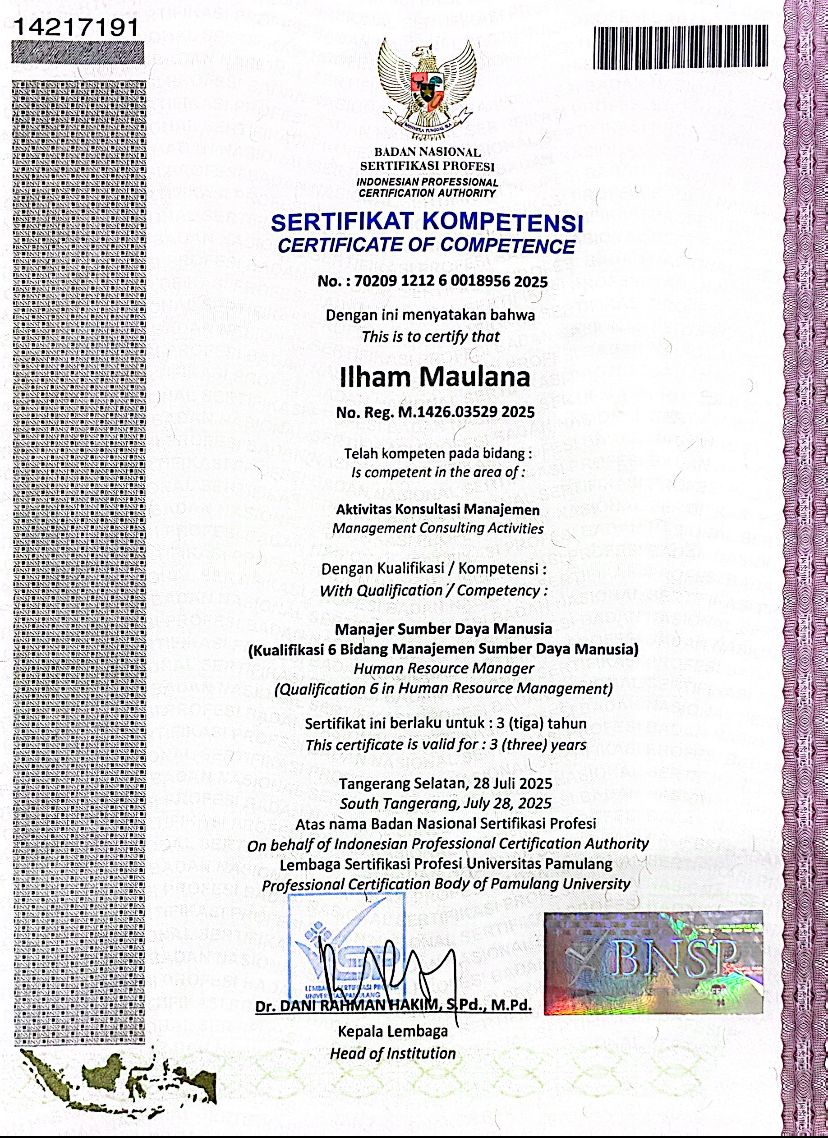 14217191
BADAN NASIONAL
SERTIFIKASI PROFESI
INDONESIAN PROFESSIONAL
CERTIFICATION AUTHORITY
SERTIFIKAT KOMPETENSI
CERTIFICATE OF COMPETENCE
No. : 70209 1212 6 0018956 2025
Dengan ini menyatakan bahwa
This is to certify that
Ilham Maulana
No. Reg. M.1426.03529 2025
Telah kompeten pada bidang :
Is competent in the area of :
Aktivitas Konsultasi Manajemen
Management Consulting Activities
Dengan Kualifikasi / Kompetensi :
With Qualification / Competency :
Manajer Sumber Daya Manusia
(Kualifikasi 6 Bidang Manajemen Sumber Daya Manusia)
Human Resource Manager
(Qualification 6 in Human Resource Management)
Sertifikat ini berlaku untuk : 3 (tiga) tahun
This certificate is valid for : 3 (three) years
Tangerang Selatan, 28 Juli 2025
South Tangerang, July 28, 2025
Atas nama Badan Nasional Sertifikasi Profesi
On behalf of Indonesian Professional Certification Authority
Lembaga Sertifikasi Profesi Universitas Pamulang
Professional Certification Body of Pamulang University
LSP
LEMBAGA SERTIFIKASI PROFESI
UNIVERSITAS PAMULANG
BNSP
Dr. DANI RAHMAN HAKIM, S.Pd., M.Pd.
Kepala Lembaga
Head of Institution